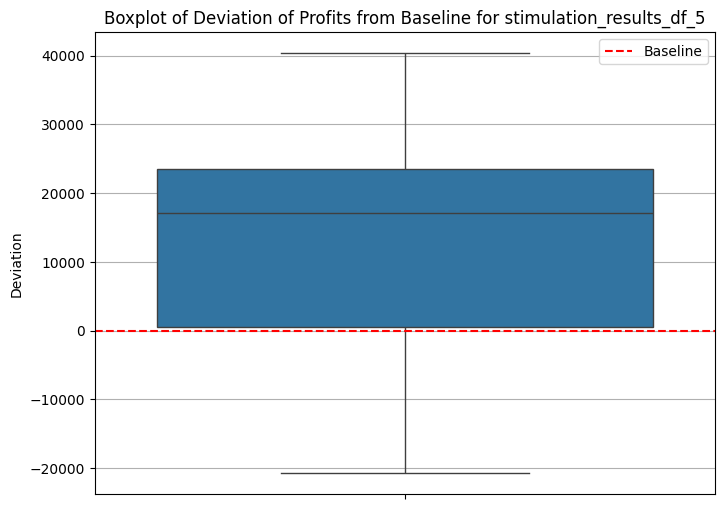 Boxplot of Deviation of Profits from Baseline for stimulation_results_df_5
Baseline
40000
30000
20000
10000
0
−10000
−20000
Deviation